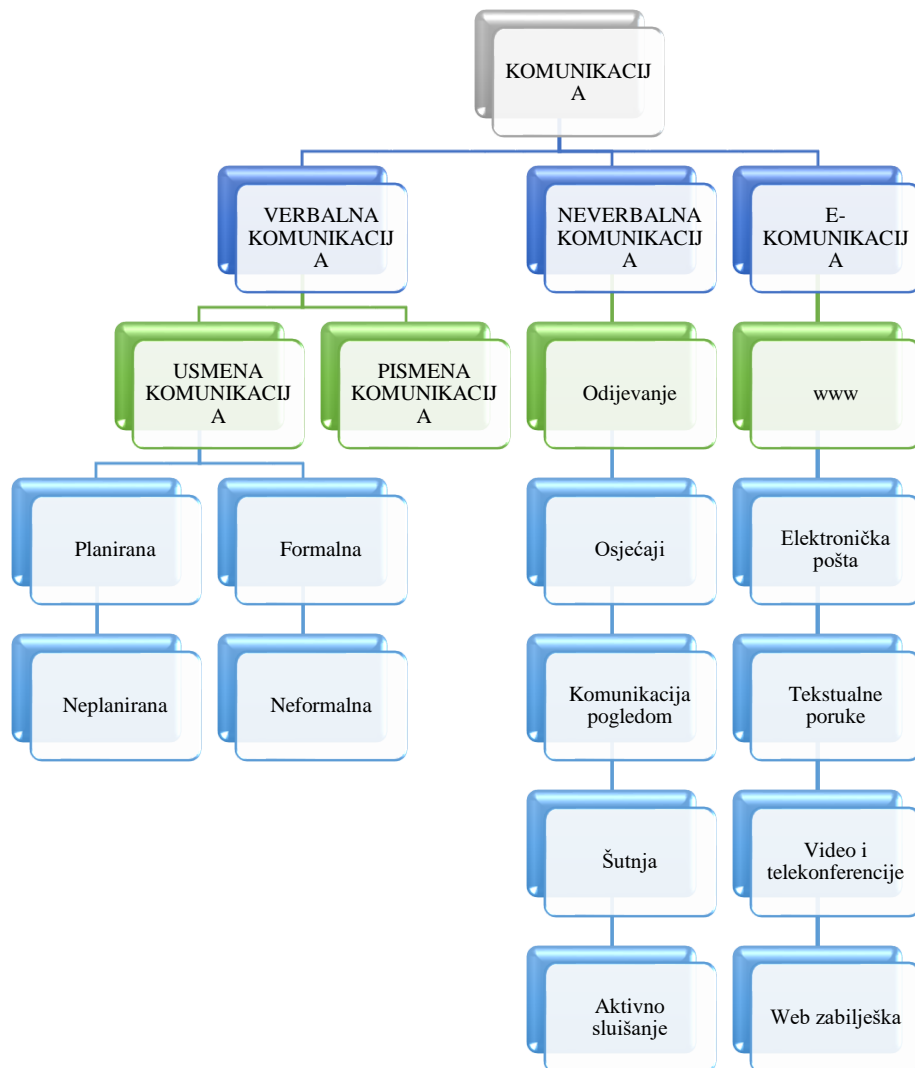 KOMUNIKACIJ
A
VERBALNA
KOMUNIKACIJ
A
NEVERBALNA
KOMUNIKACIJ
A
E-
KOMUNIKACIJ
A
USMENA
KOMUNIKACIJ
A
PISMENA
KOMUNIKACIJ
A
Odijevanje
www
Planirana
Formalna
Osjećaji
Elektronička
pošta
Neplanirana
Neformalna
Komunikacija
pogledom
Tekstualne
poruke
Šutnja
Video i
telekonferencije
Aktivno
sluišanje
Web zabilješka